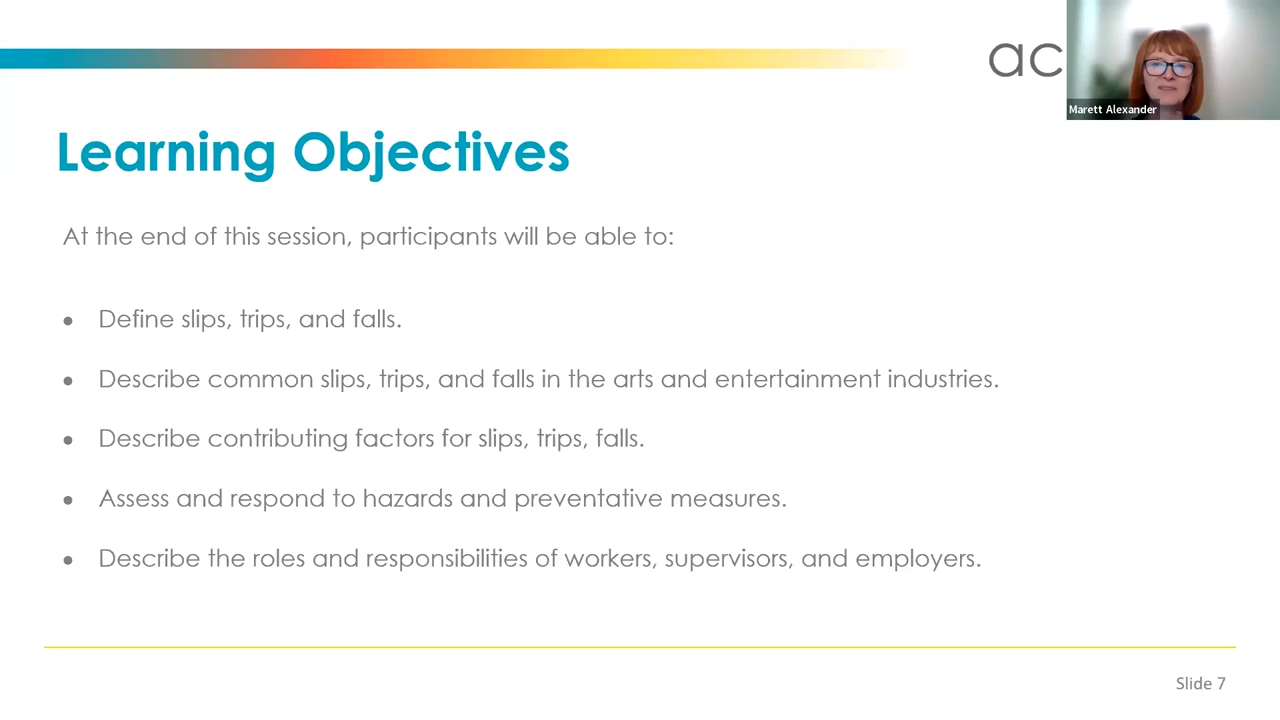 ac
Marett Alexander
Learning Objectives
At the end of this session, participants will be able to:
• Define slips, trips, and falls.
• Describe common slips, trips, and falls in the arts and entertainment industries.
• Describe contributing factors for slips, trips, falls.
• Assess and respond to hazards and preventative measures.
• Describe the roles and responsibilities of workers, supervisors, and employers.
Slide 7